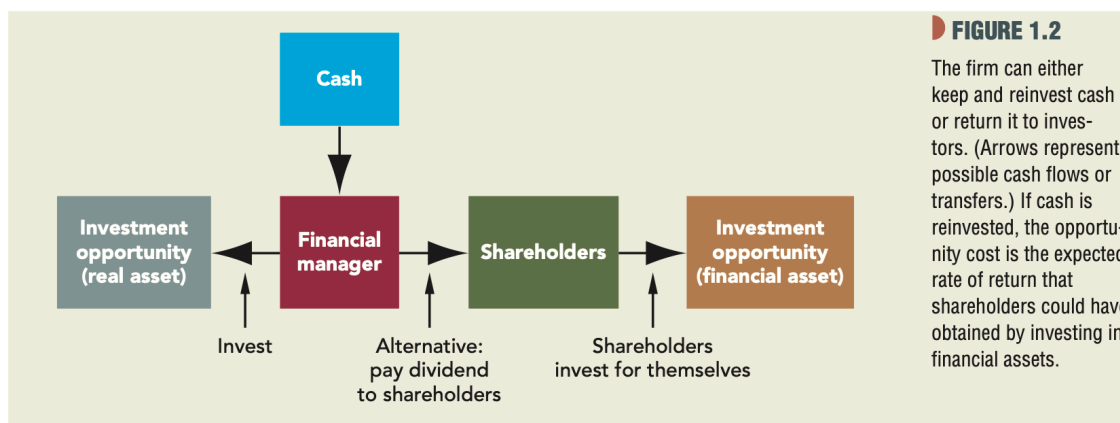 Cash
Investment
opportunity
(real asset)
Financial
manager
Shareholders
Investment
opportunity
(financial asset)
Invest
Alternative:
pay dividend
to shareholders
Shareholders
invest for themselves
FIGURE 1.2
The firm can either
keep and reinvest cash
or return it to inves-
tors. (Arrows represent
possible cash flows or
transfers.) If cash is
reinvested, the opportu-
nity cost is the expected
rate of return that
shareholders could have
obtained by investing in
financial assets.